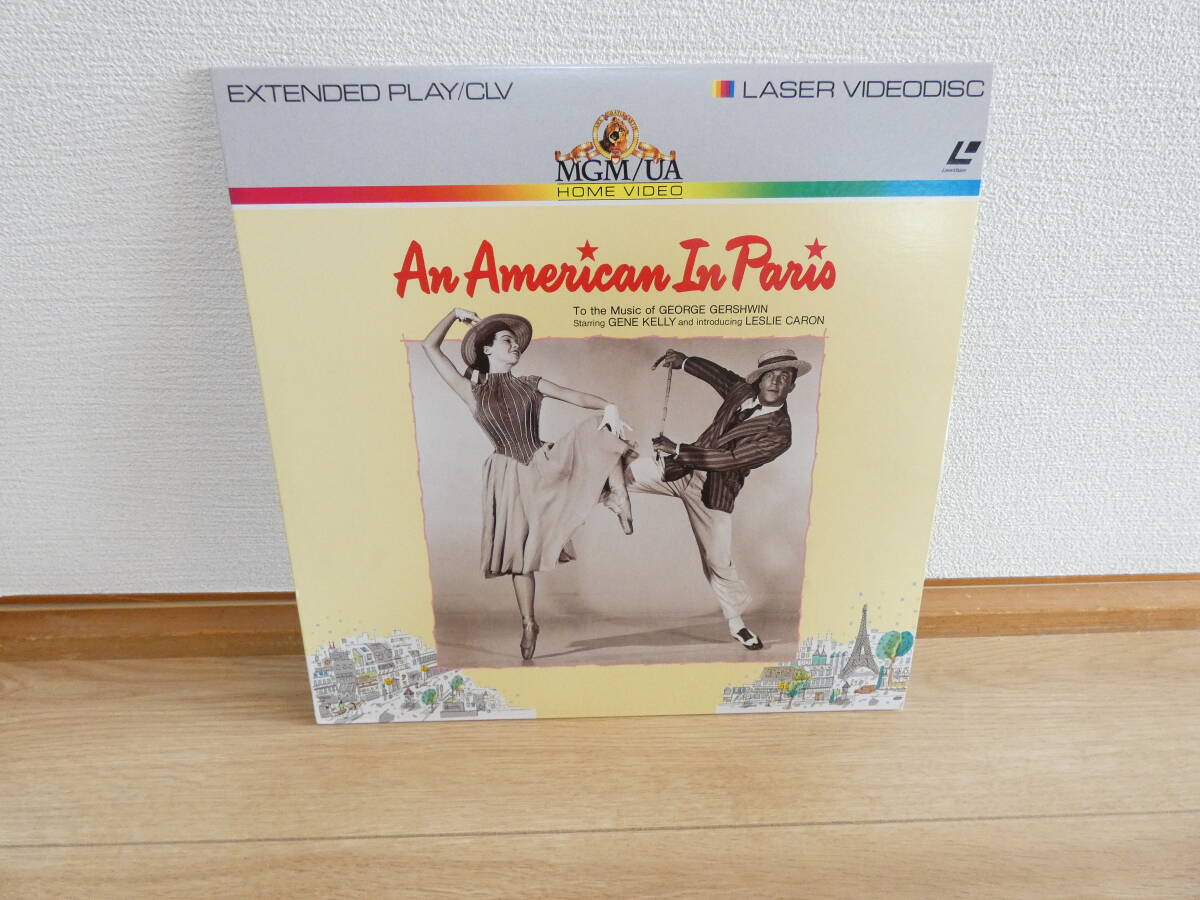 EXTENDED PLAY/CLV
LASER VIDEODISC
MGM/UA
HOME VIDEO
LaserVision
An American In Paris
To the Music of GEORGE GERSHWIN
Starring GENE KELLY and introducing LESLIE CARON